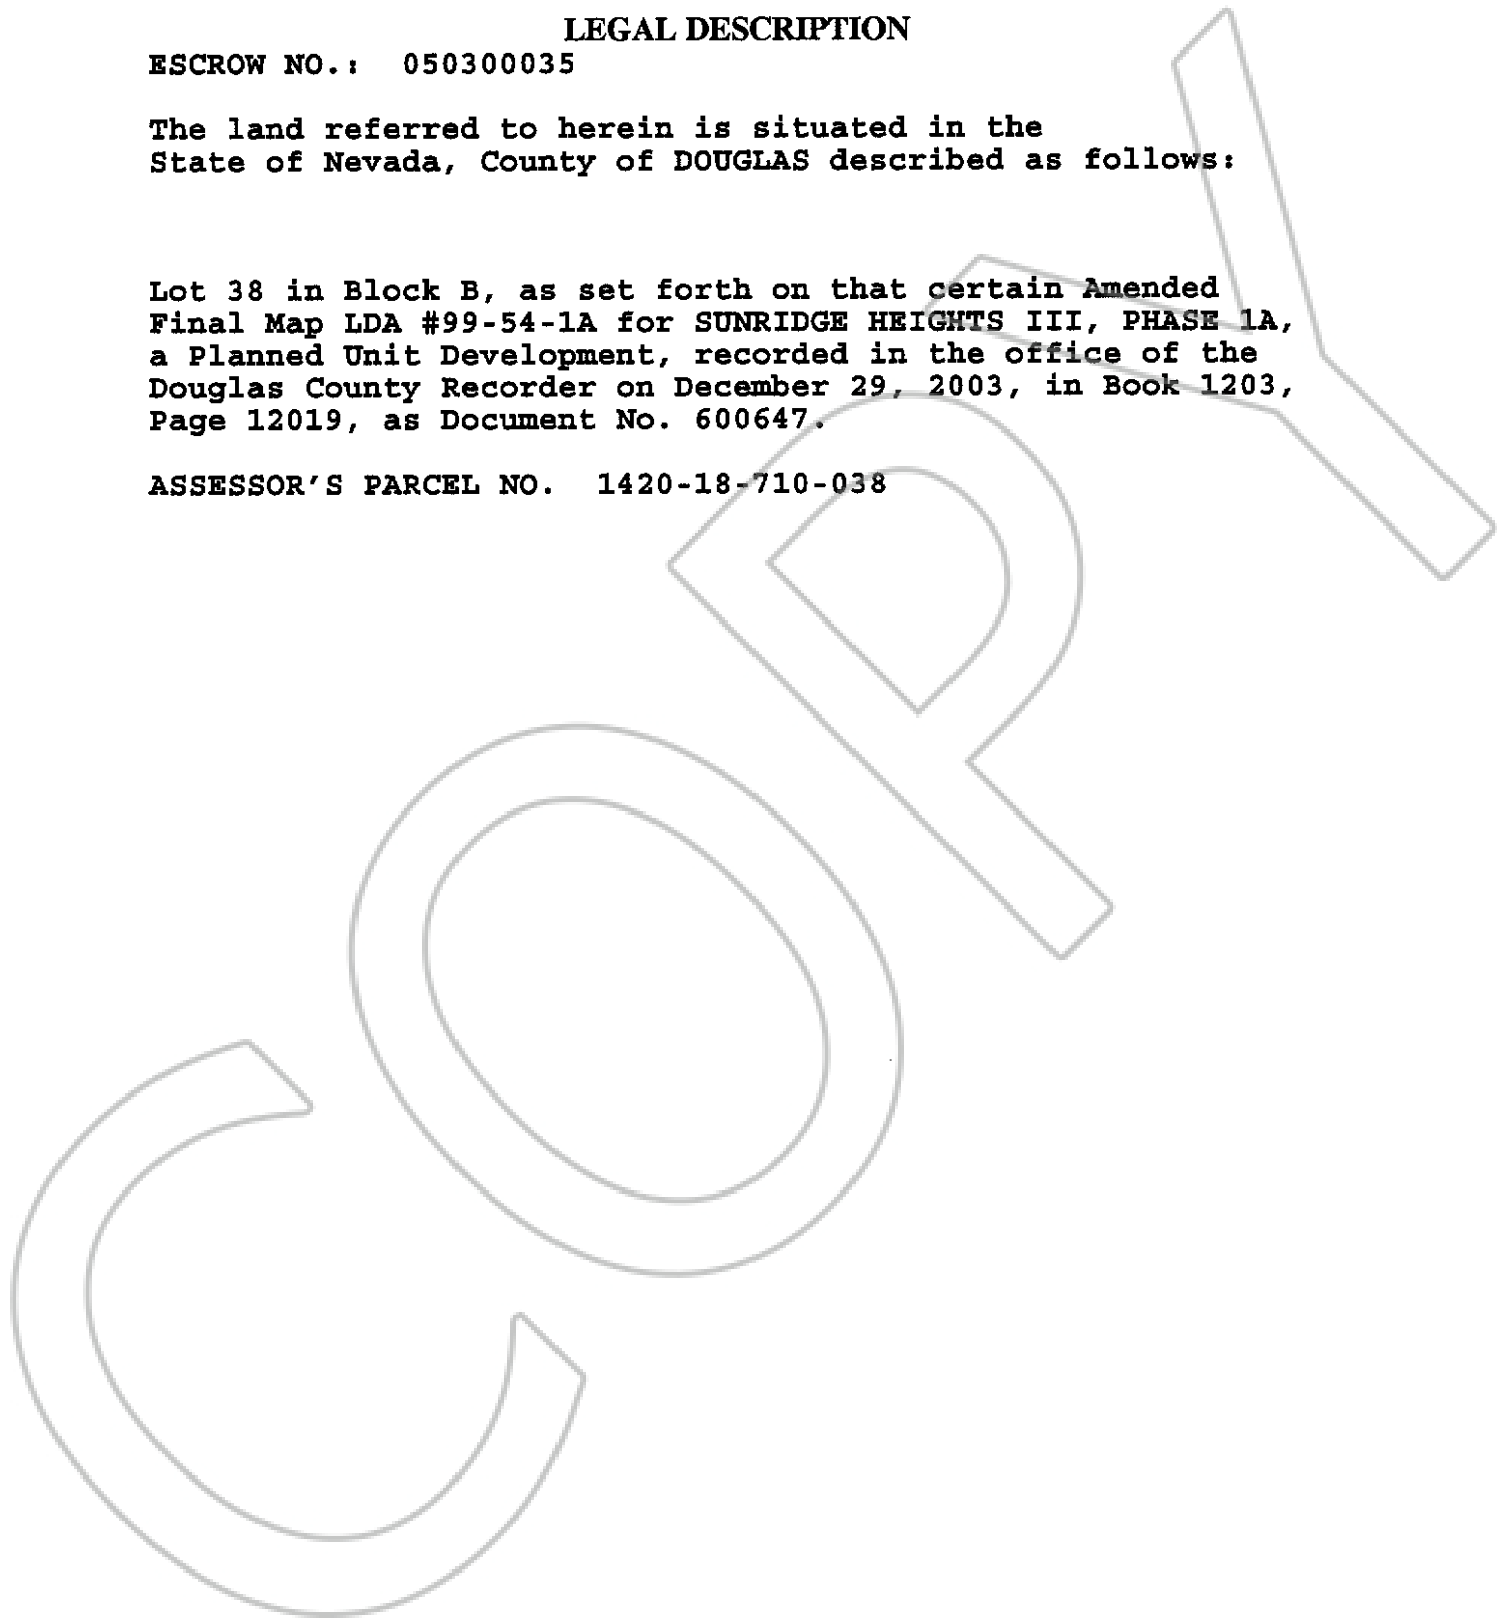 LEGAL DESCRIPTION
ESCROW NO.: 050300035
The land referred to herein is situated in the
State of Nevada, County of DOUGLAS described as follows:
Lot 38 in Block B, as set forth on that certain Amended
Final Map LDA #99-54-1A for SUNRIDGE HEIGHTS III, PHASE 1A,
a Planned Unit Development, recorded in the office of the
Douglas County Recorder on December 29, 2003, in Book 1203,
Page 12019, as Document No. 600647.
ASSESSOR'S PARCEL NO. 1420-18-710-038
COPY